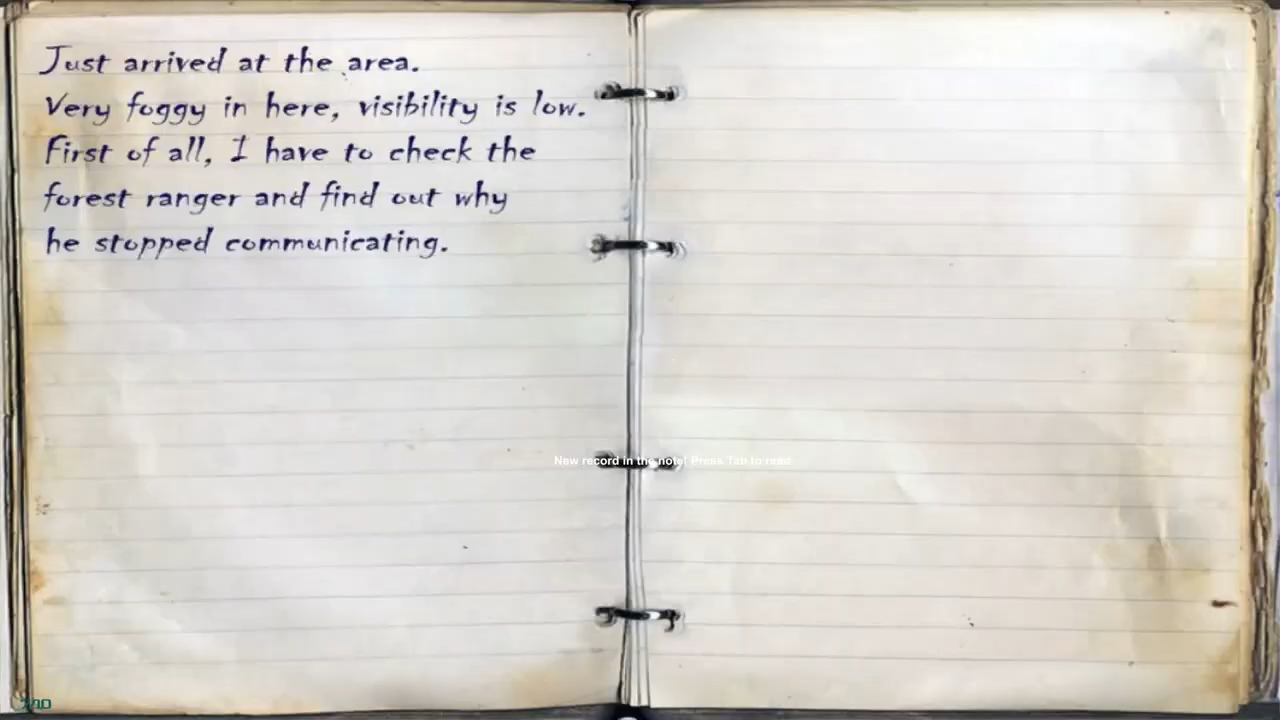 Just arrived at the area.
Very foggy in here, visibility is low.
First of all, I have to check the
forest ranger and find out why
he stopped communicating.
New record in the note! Press Tab to read